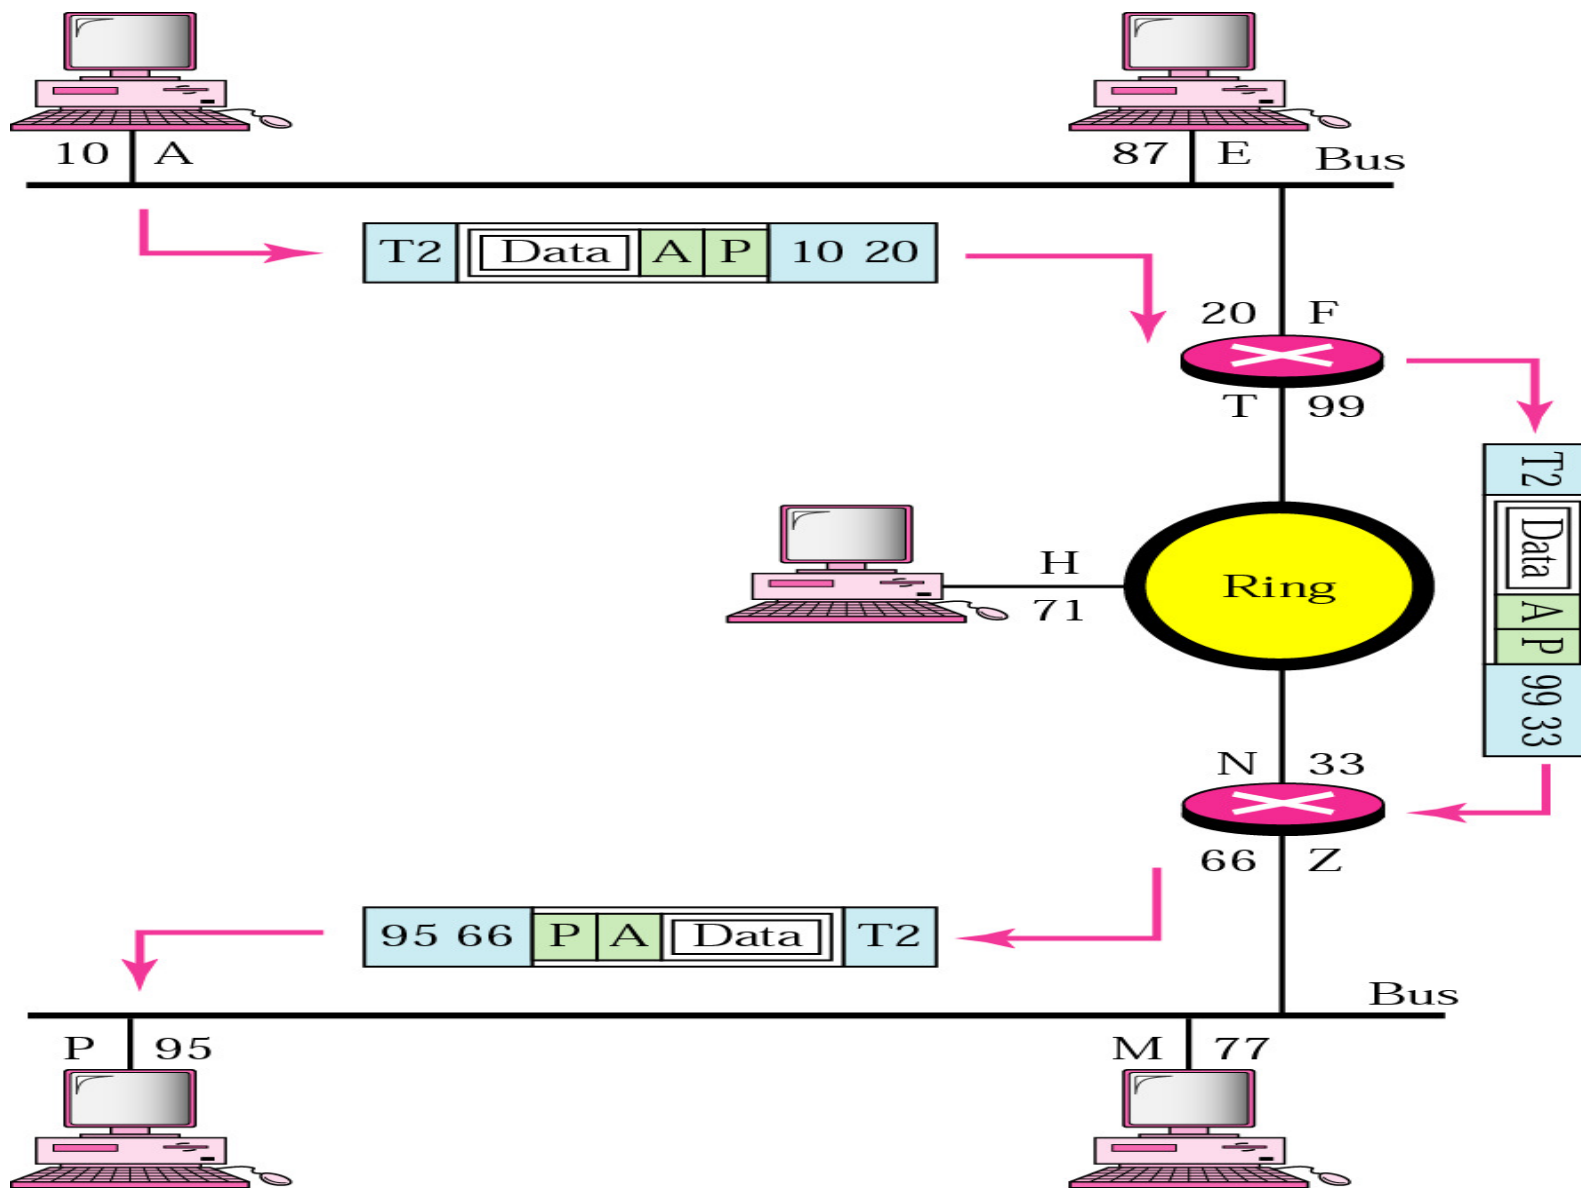 10 A
87 E Bus
T2 Data A P 10 20
20 F
T 99
T2 Data A P 99 33
H
71
Ring
N 33
66 Z
95 66 P A Data T2
Bus
P 95
M 77